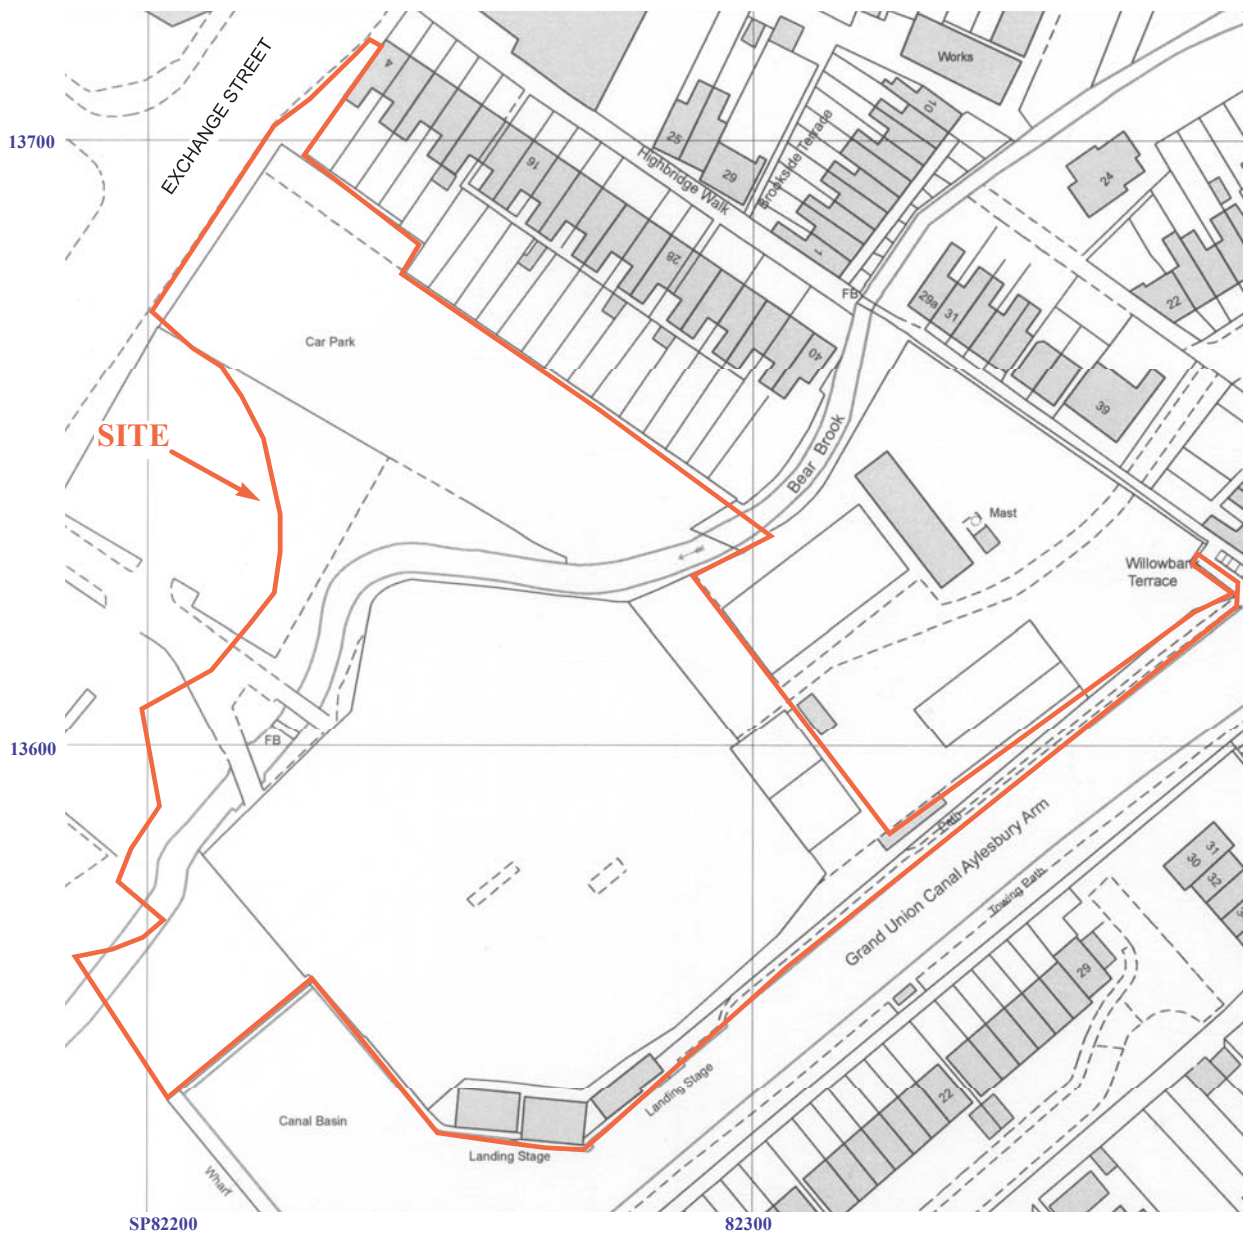 EXCHANGE STREET
4
Works
10
13700
25
Highbridge Walk
29
Brookside Terrace
1
24
16
28
FB
29a
31
22
Car Park
40
39
SITE
Bear Brook
Mast
Willowbank
Terrace
13600
FB
Path
Grand Union Canal Aylesbury Arm
Towing Path
31
30
32
29
22
Landing Stage
Canal Basin
Landing Stage
Wharf
SP82200
82300